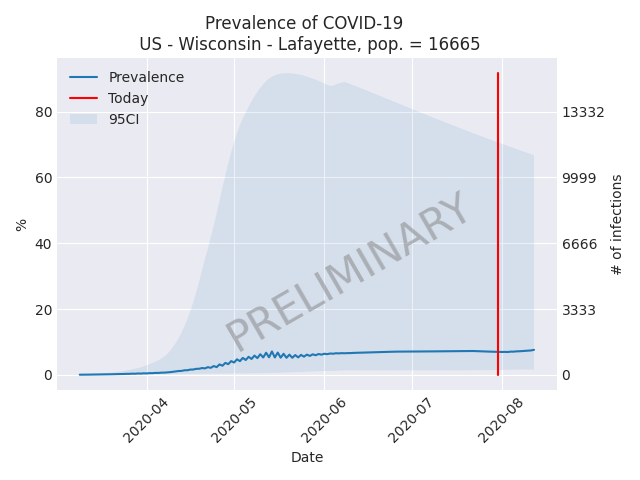 Prevalence of COVID-19
US - Wisconsin - Lafayette, pop. = 16665
Prevalence
Today
95CI
80
60
40
20
0
%
13332
9999
6666
3333
0
# of infections
PRELIMINARY
2020-04
2020-05
2020-06
2020-07
2020-08
Date